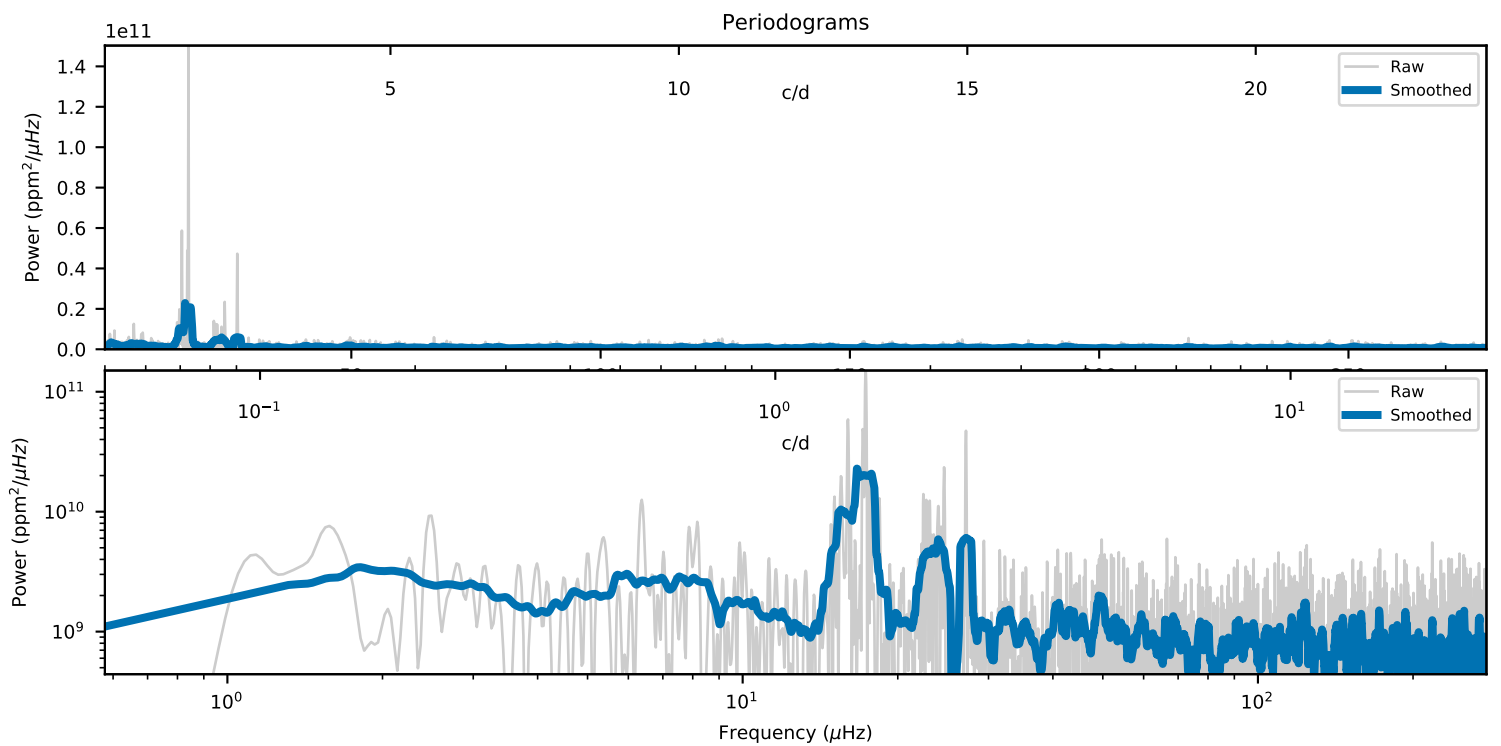 Periodograms
1e11
1.4
1.2
1.0
0.8
0.6
0.4
0.2
0.0
Power (ppm²/μHz)
5 10 15 20
c/d
Raw
Smoothed
10⁻¹ 10⁰ 10¹
c/d
Raw
Smoothed
10¹¹
10¹⁰
10⁹
Power (ppm²/μHz)
10⁰ 10¹ 10²
Frequency (μHz)